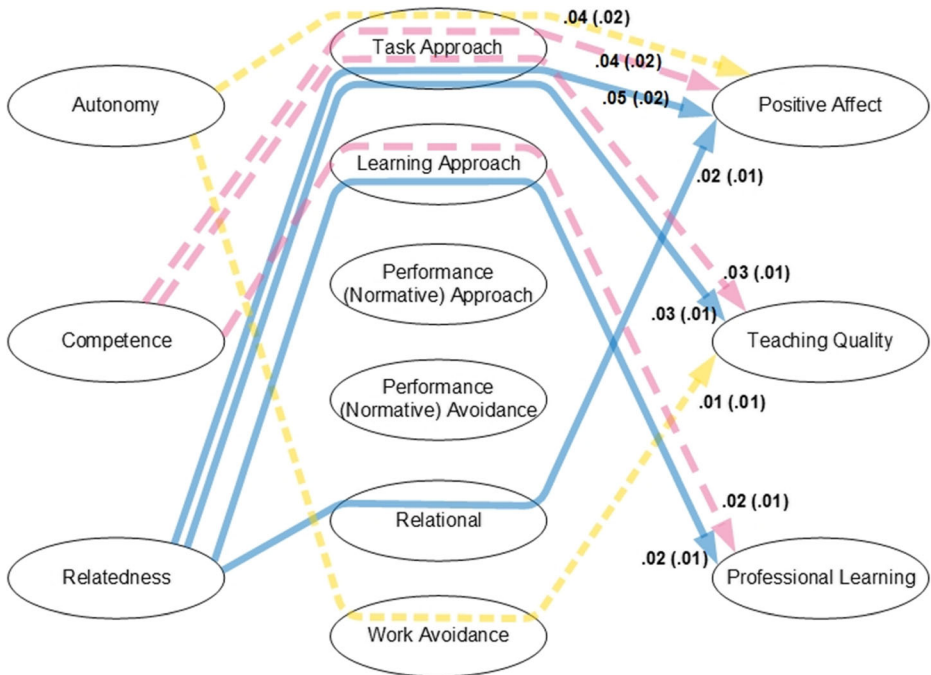 .04 (.02)
Task Approach
.04 (.02)
.05 (.02)
Autonomy
Positive Affect
Learning Approach
.02 (.01)
Performance
(Normative) Approach
.03 (.01)
.03 (.01)
Competence
Teaching Quality
Performance
(Normative) Avoidance
.01 (.01)
Relational
.02 (.01)
.02 (.01)
Relatedness
Professional Learning
Work Avoidance